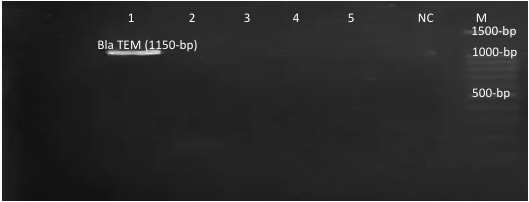 1 2 3 4 5 NC M
1500-bp
Bla TEM (1150-bp)
1000-bp
500-bp